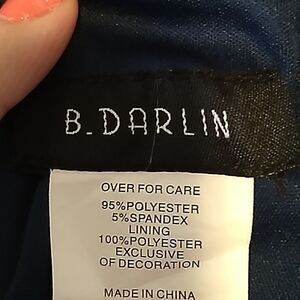 B.DARLIN
OVER FOR CARE
95%POLYESTER
5%SPANDEX
LINING
100%POLYESTER
EXCLUSIVE
OF DECORATION
MADE IN CHINA